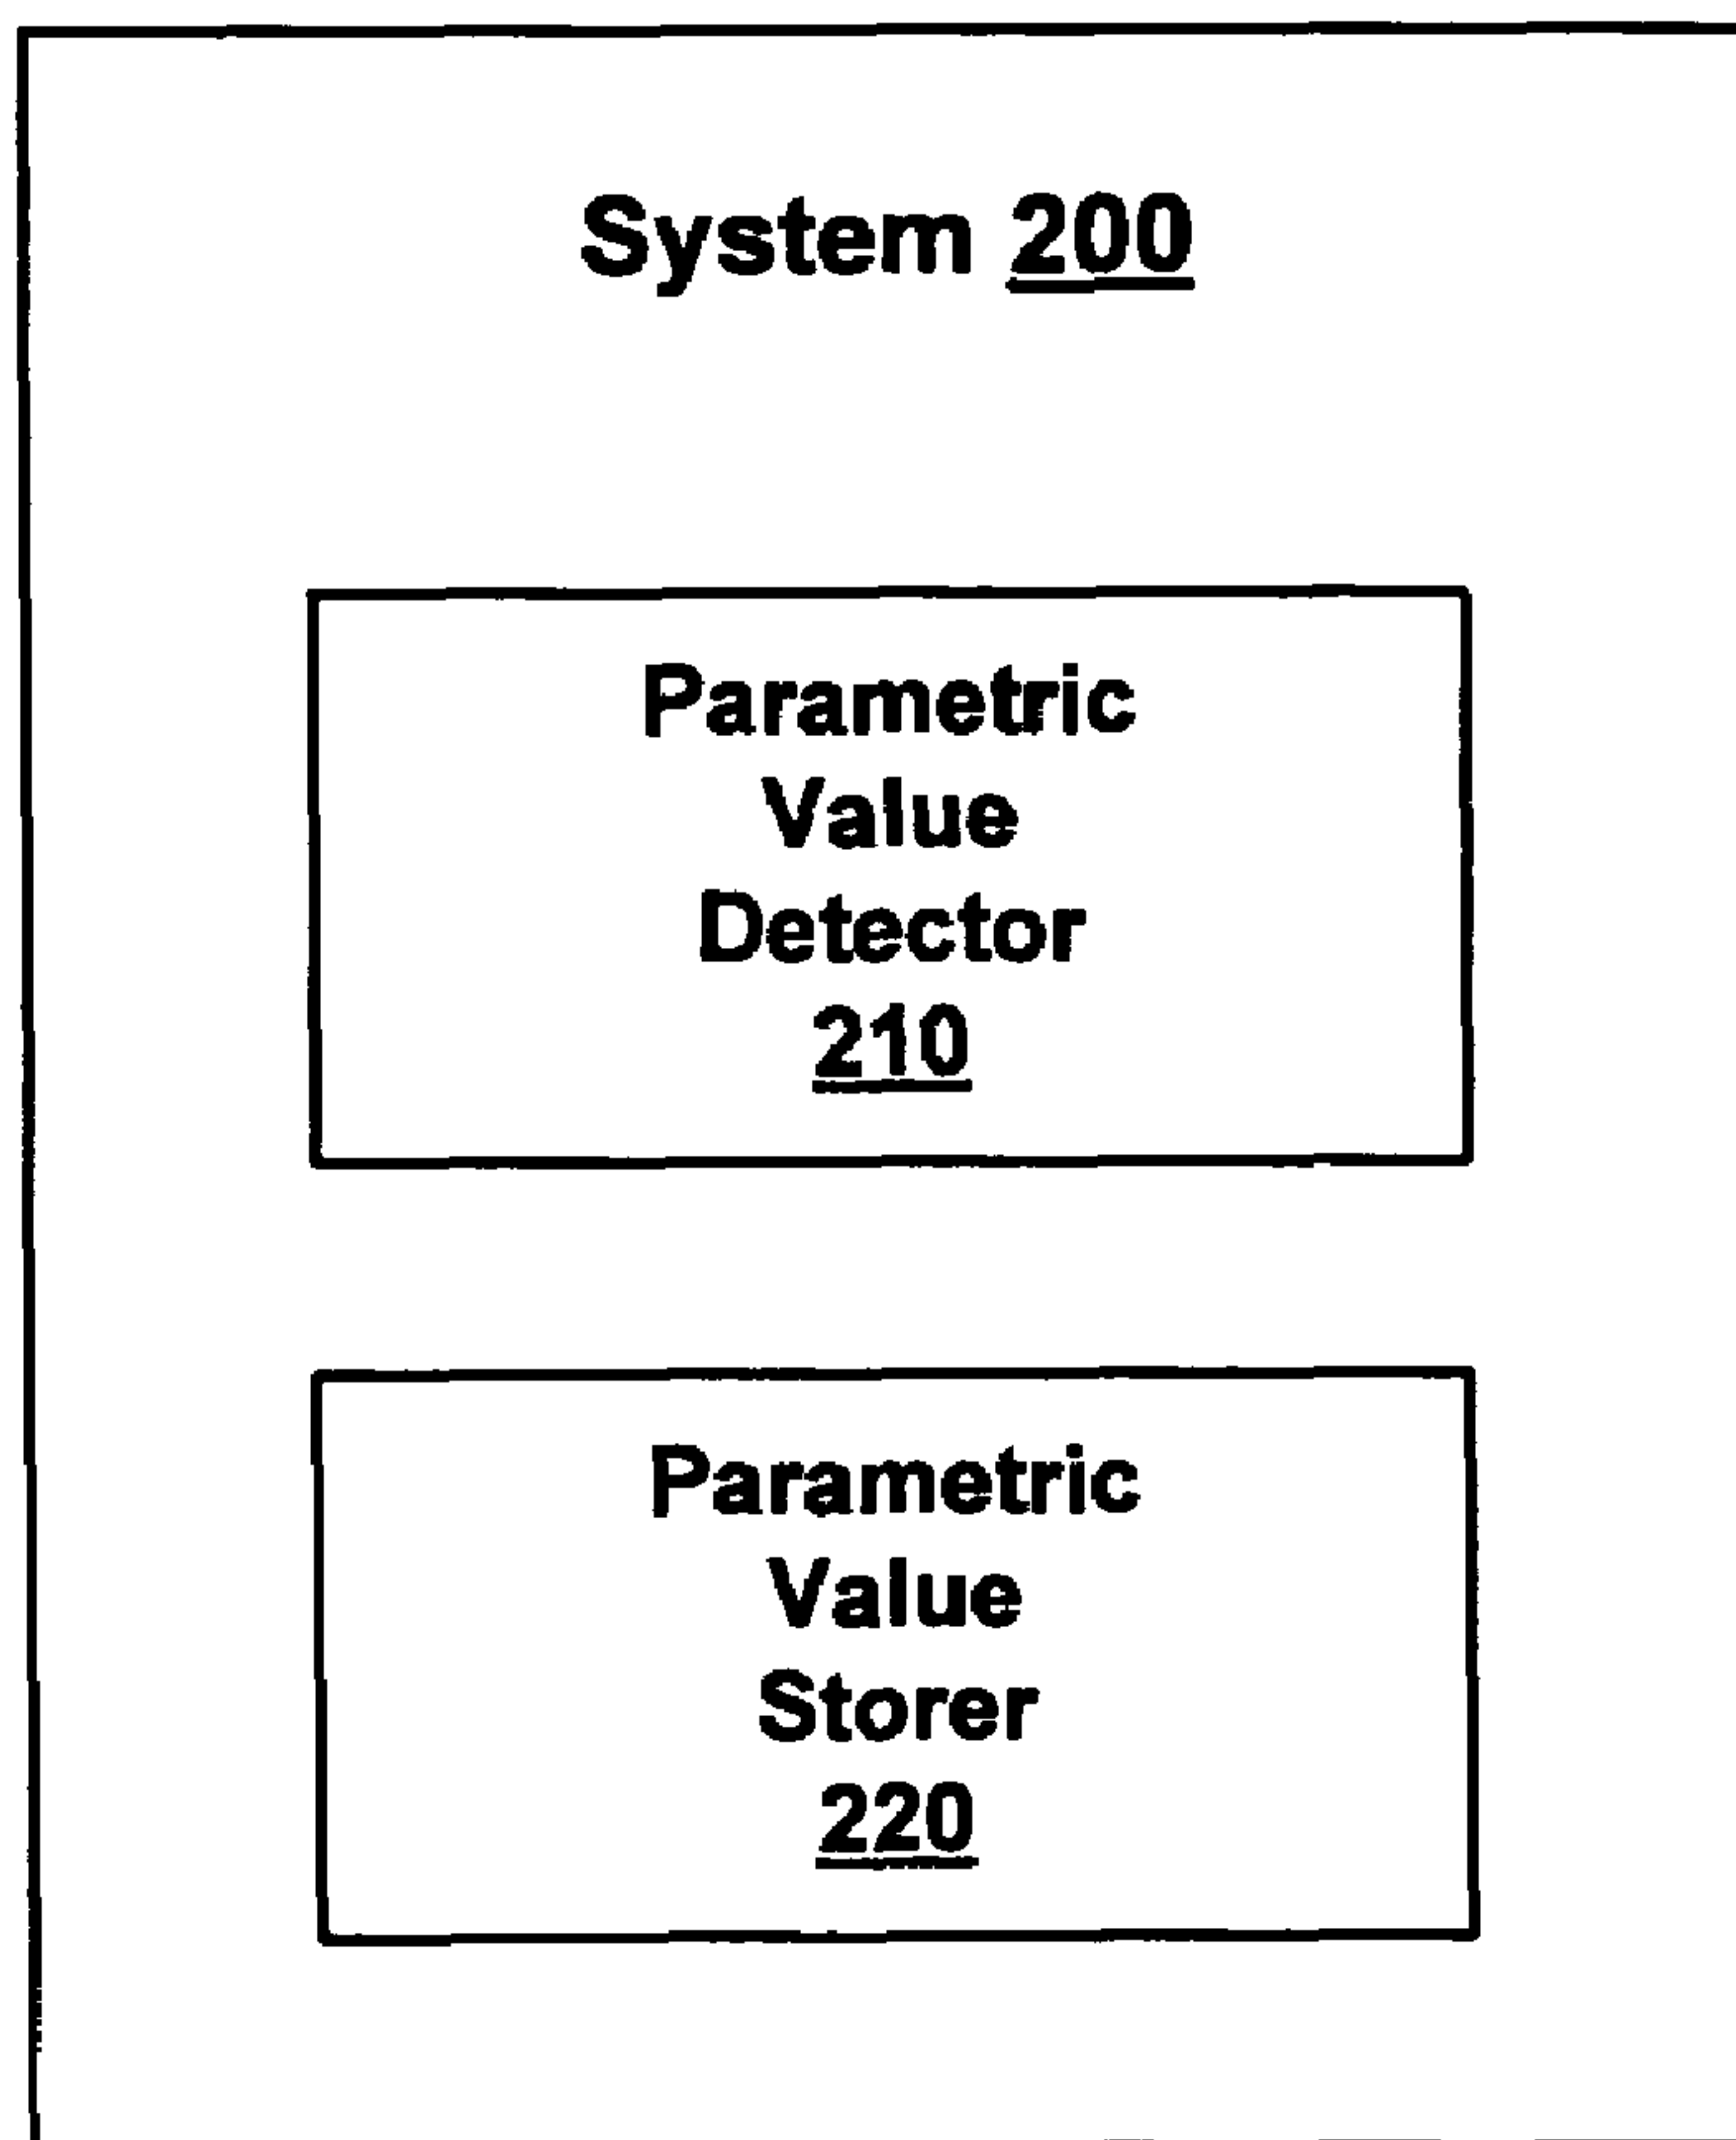 System 200
Parametric
Value
Detector
210
Parametric
Value
Storer
220